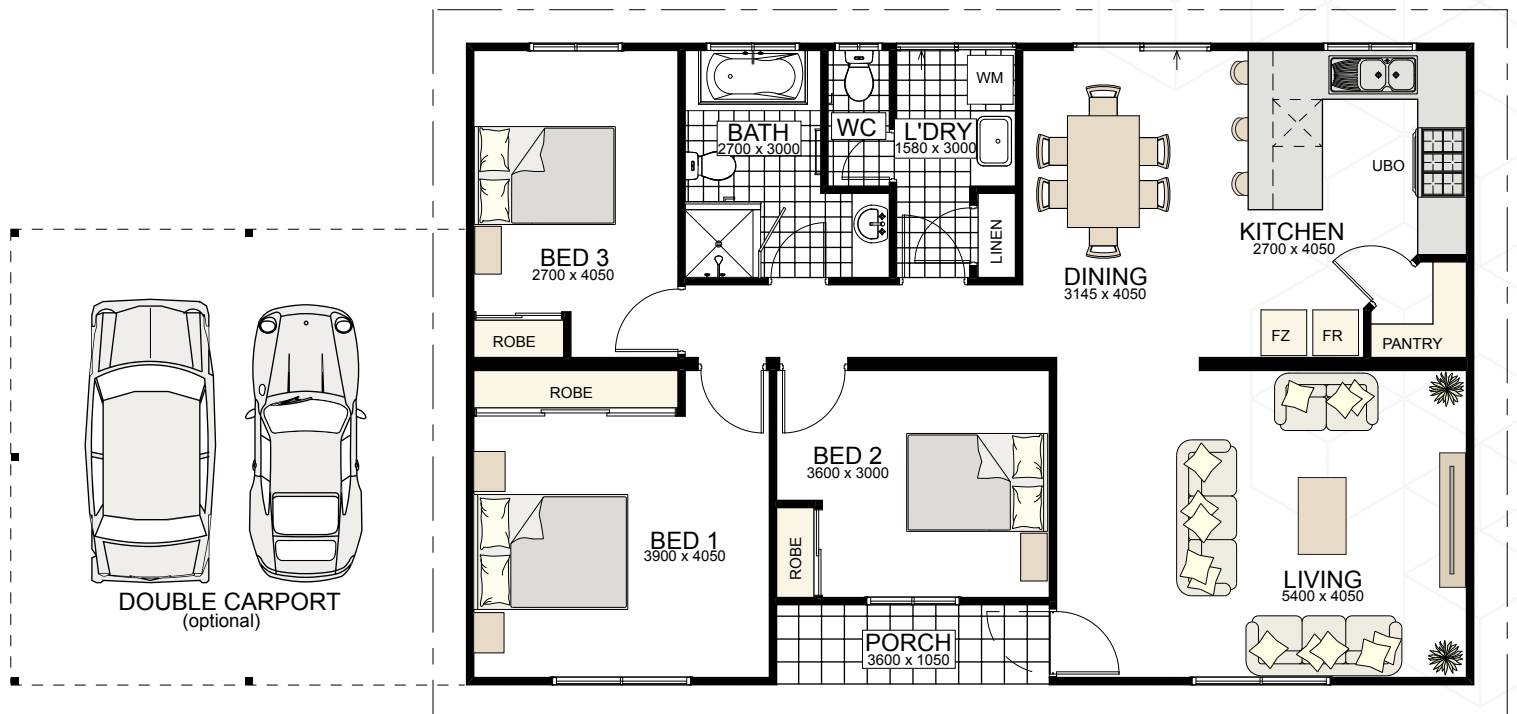 WM
BATH
2700 x 3000
WC
L'DRY
1580 x 3000
UBO
LINEN
KITCHEN
2700 x 4050
BED 3
2700 x 4050
DINING
3145 x 4050
ROBE
FZ
FR
PANTRY
ROBE
BED 2
3600 x 3000
BED 1
3900 x 4050
ROBE
LIVING
5400 x 4050
DOUBLE CARPORT
(optional)
PORCH
3600 x 1050